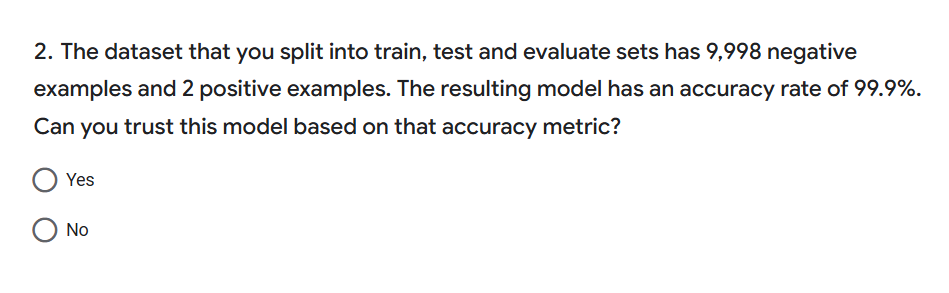 2. The dataset that you split into train, test and evaluate sets has 9,998 negative
examples and 2 positive examples. The resulting model has an accuracy rate of 99.9%.
Can you trust this model based on that accuracy metric?
Yes
No